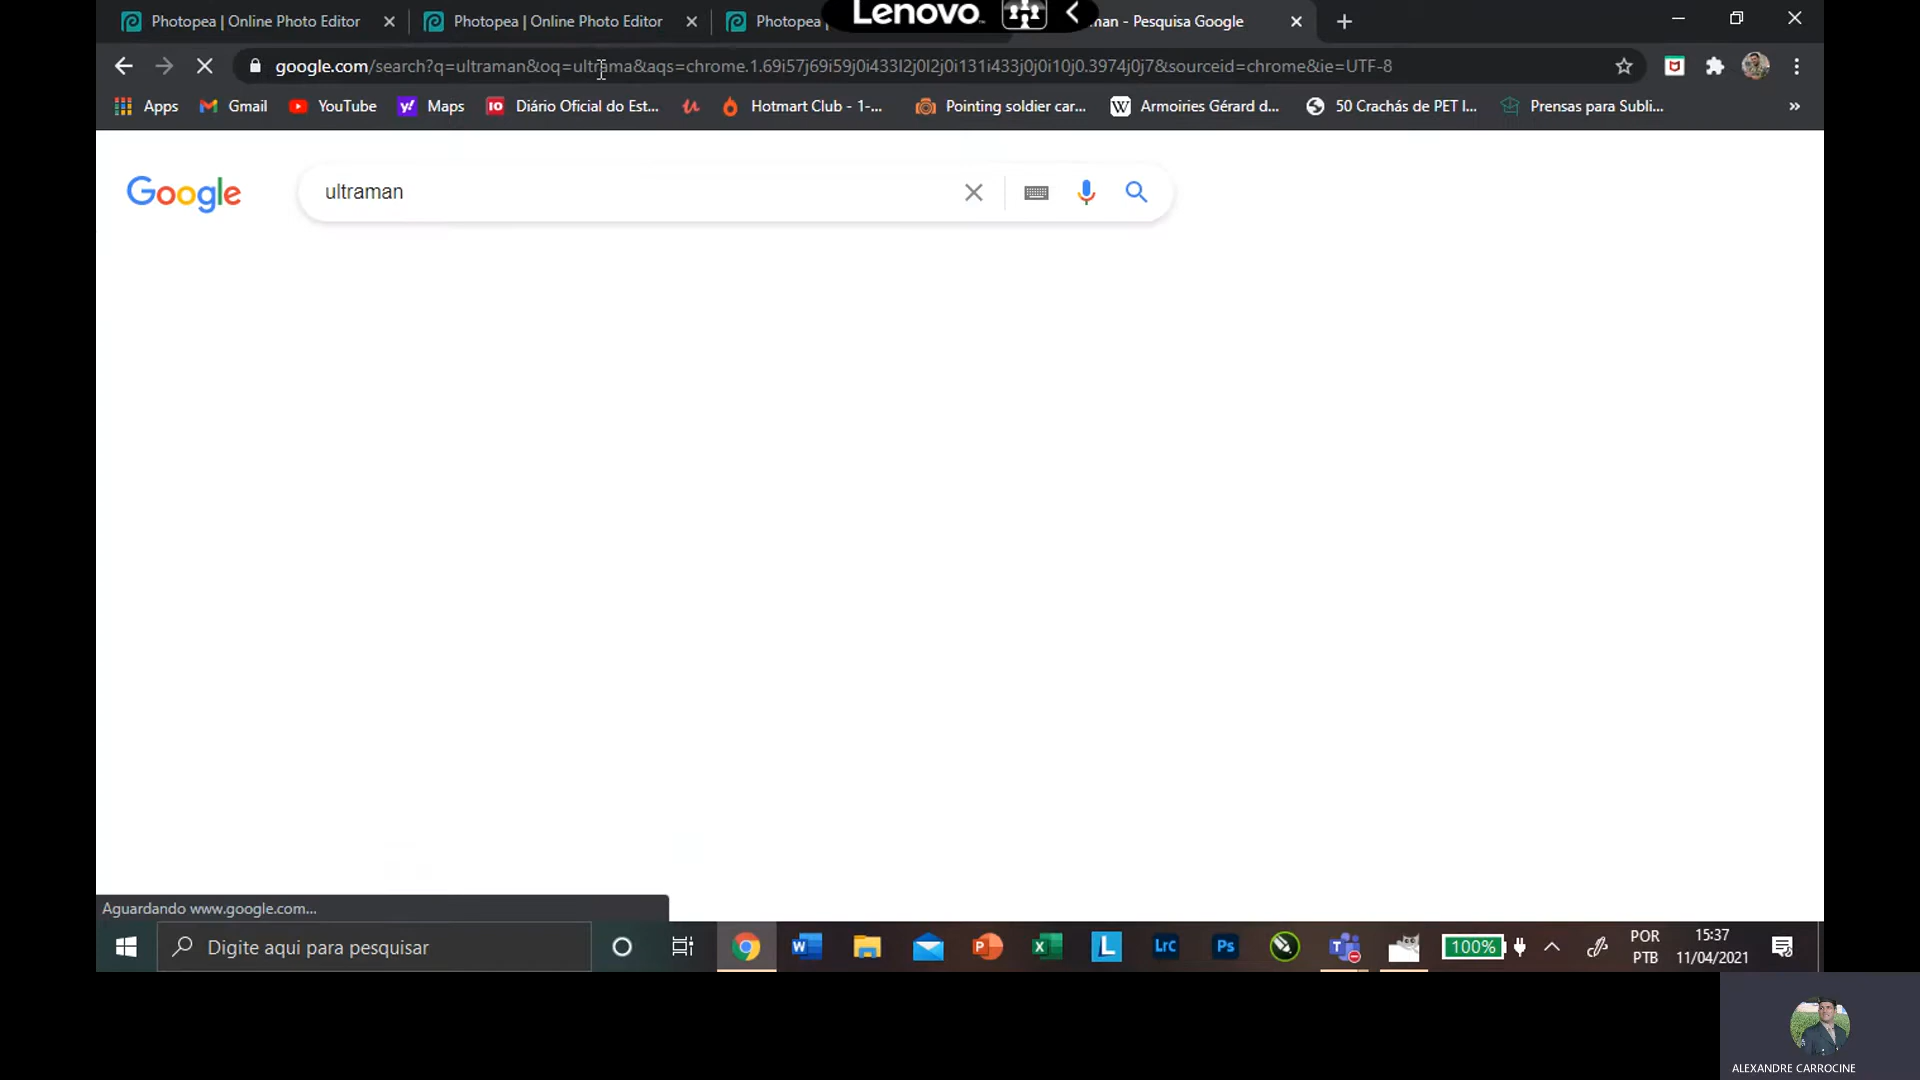 Photopea | Online Photo Editor
Photopea | Online Photo Editor
Photopea |
Lenovo
man - Pesquisa Google
google.com/search?q=ultraman&oq=ultrama&aqs=chrome.1.69i57j69i59j0i433l2j0l2j0i131i433j0j0i10j0.3974j0j7&sourceid=chrome&ie=UTF-8
Apps
Gmail
YouTube
Maps
Diário Oficial do Est...
Hotmart Club - 1-...
Pointing soldier car...
Armoiries Gérard d...
50 Crachás de PET l...
Prensas para Subli...
»
Google
ultraman
Aguardando www.google.com...
Digite aqui para pesquisar
L
Lrc
Ps
100%
POR
PTB
15:37
11/04/2021
ALEXANDRE CARROCINE